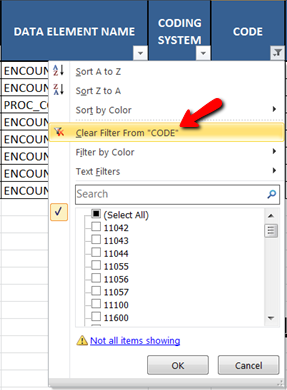 DATA ELEMENT NAME
CODING SYSTEM
CODE
ENCOUN
ENCOUN
PROC_CO
ENCOUN
ENCOUN
ENCOUN
ENCOUN
ENCOUN
Sort A to Z
Sort Z to A
Sort by Color
Clear Filter From "CODE"
Filter by Color
Text Filters
Search
(Select All)
11042
11043
11044
11055
11056
11057
11100
11600
Not all items showing
OK
Cancel